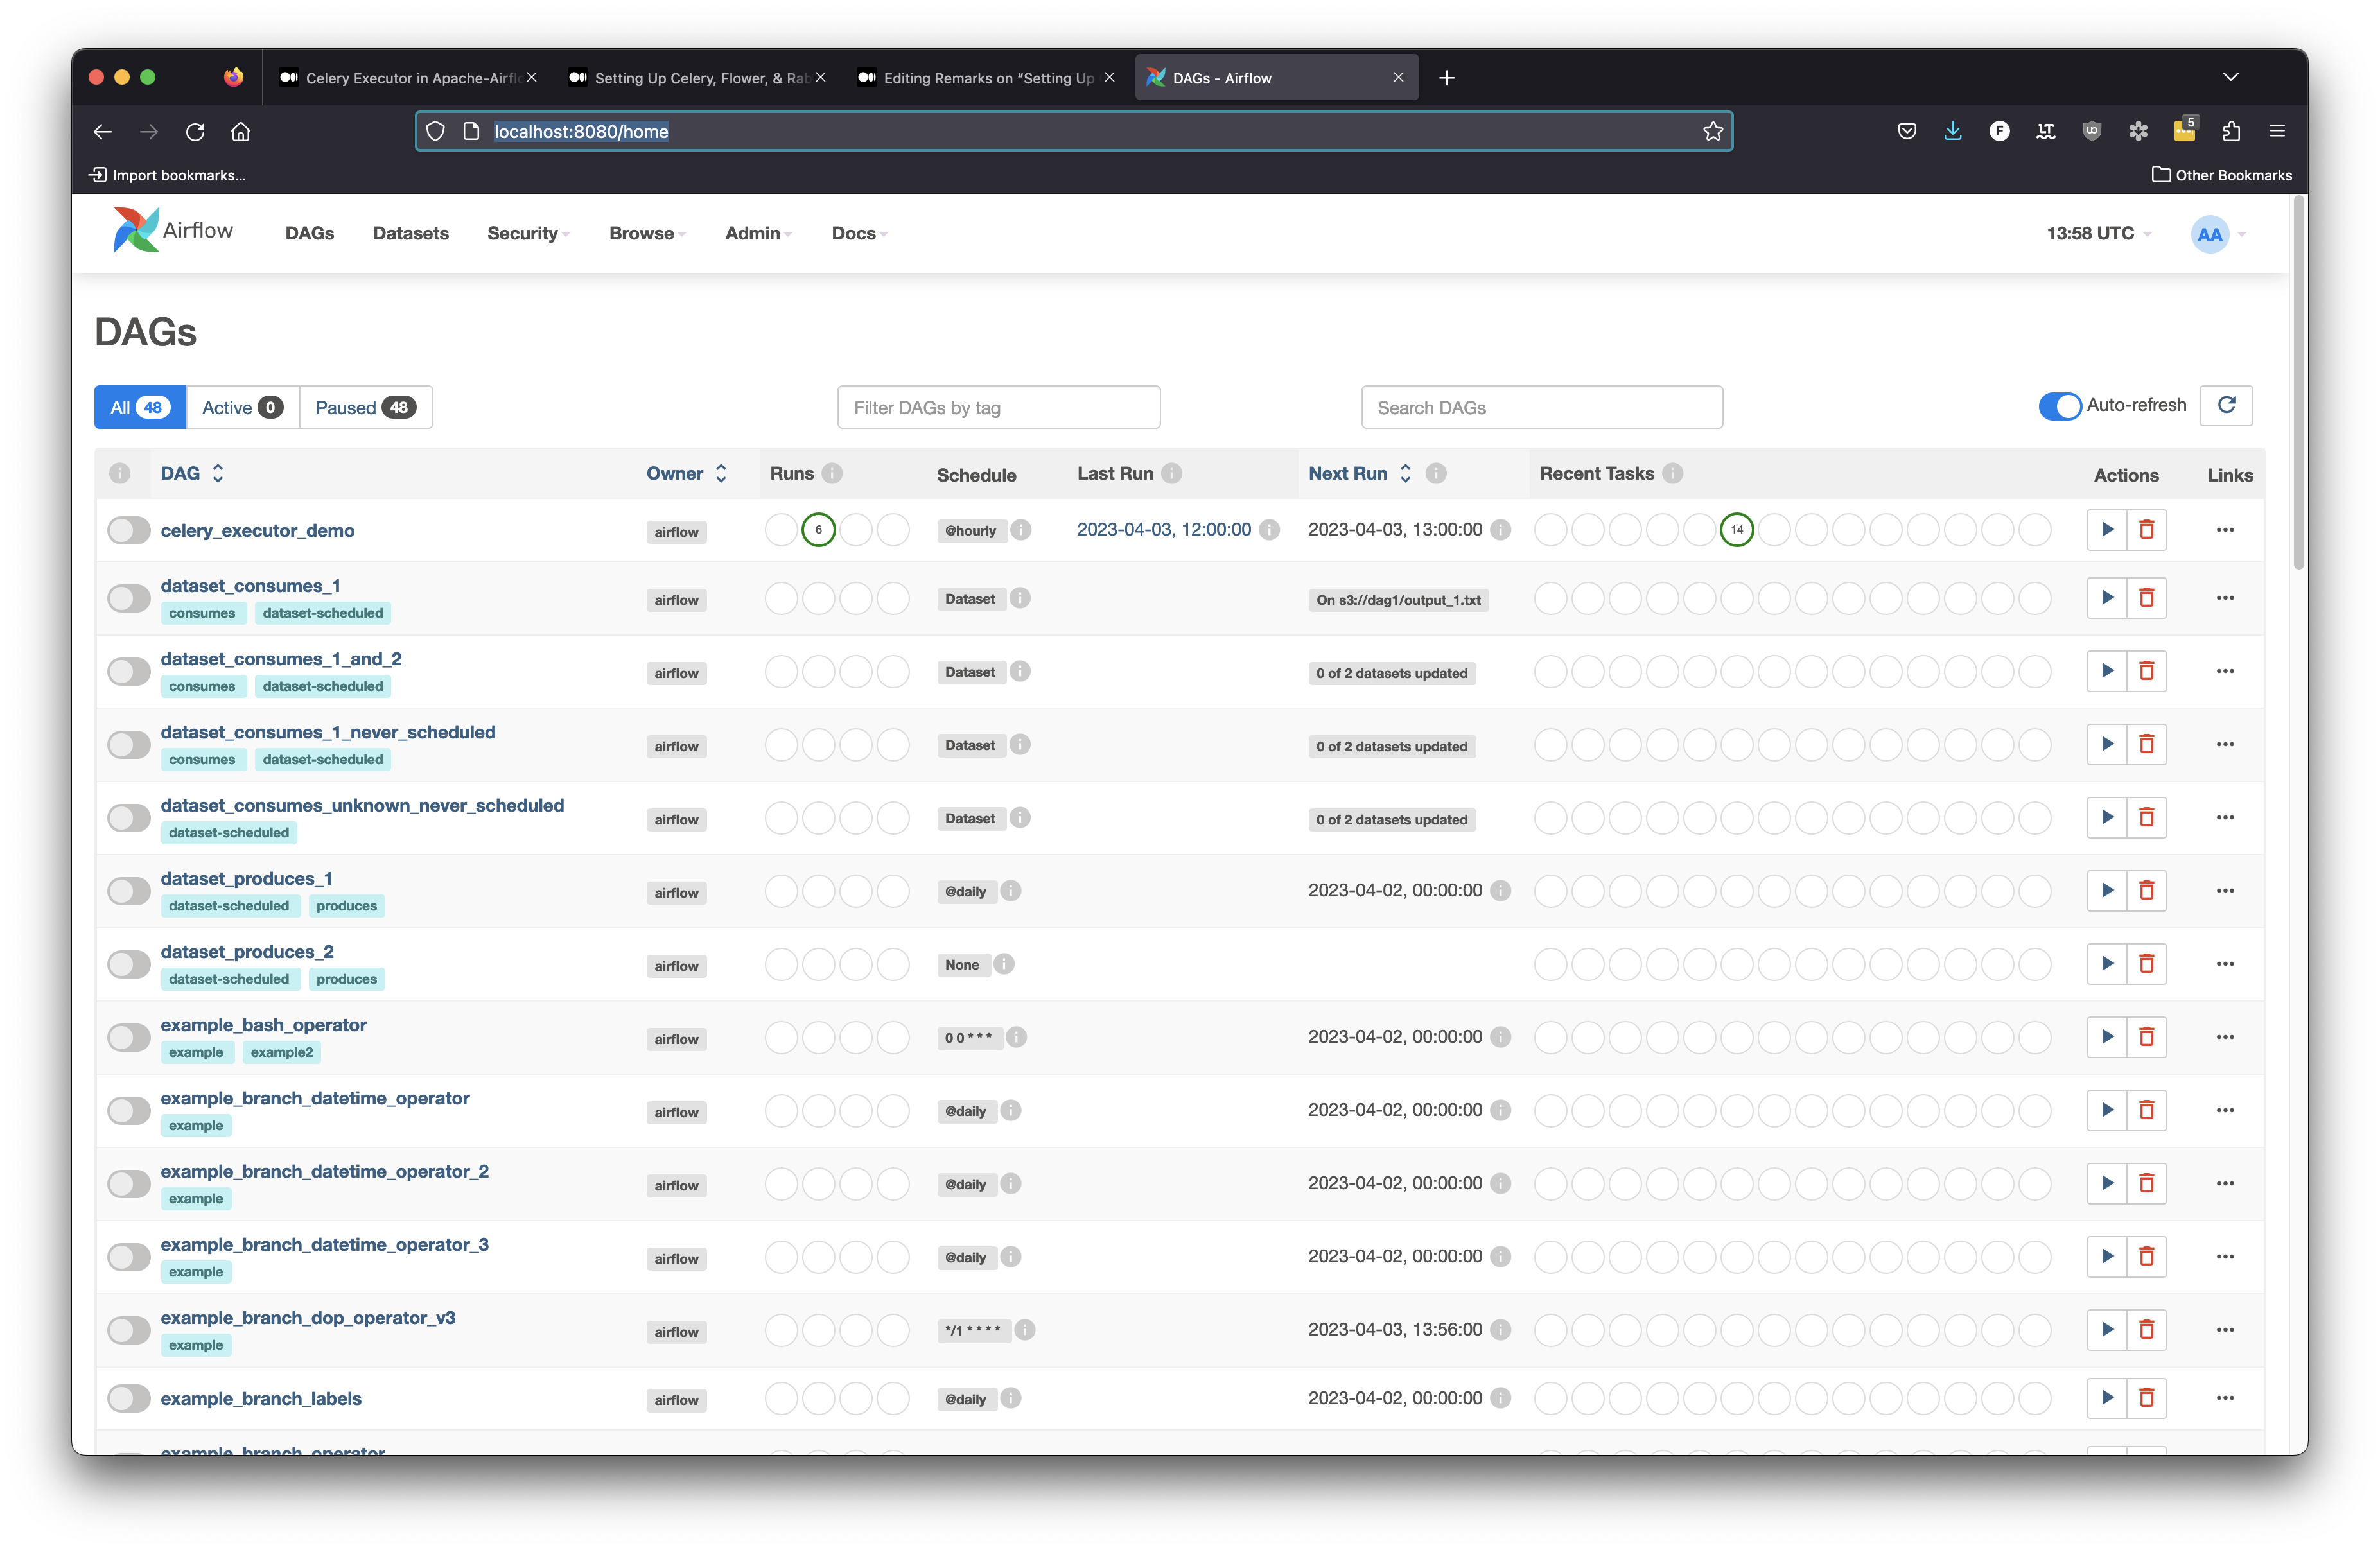 Celery Executor in Apache-Airfl
Setting Up Celery, Flower, & Rab
Editing Remarks on “Setting Up
DAGs - Airflow
localhost:8080/home
5
Import bookmarks...
Other Bookmarks
Airflow DAGs Datasets Security Browse Admin Docs 13:58 UTC AA
DAGs
All 48 Active 0 Paused 48 Filter DAGs by tag Search DAGs Auto-refresh
DAG Owner Runs Schedule Last Run Next Run Recent Tasks Actions Links
celery_executor_demo airflow 6 @hourly 2023-04-03, 12:00:00 2023-04-03, 13:00:00 14
dataset_consumes_1 airflow Dataset On s3://dag1/output_1.txt
consumes dataset-scheduled
dataset_consumes_1_and_2 airflow Dataset 0 of 2 datasets updated
consumes dataset-scheduled
dataset_consumes_1_never_scheduled airflow Dataset 0 of 2 datasets updated
consumes dataset-scheduled
dataset_consumes_unknown_never_scheduled airflow Dataset 0 of 2 datasets updated
dataset-scheduled
dataset_produces_1 airflow @daily 2023-04-02, 00:00:00
dataset-scheduled produces
dataset_produces_2 airflow None
dataset-scheduled produces
example_bash_operator airflow 0 0 * * * 2023-04-02, 00:00:00
example example2
example_branch_datetime_operator airflow @daily 2023-04-02, 00:00:00
example
example_branch_datetime_operator_2 airflow @daily 2023-04-02, 00:00:00
example
example_branch_datetime_operator_3 airflow @daily 2023-04-02, 00:00:00
example
example_branch_dop_operator_v3 airflow */1 * * * * 2023-04-03, 13:56:00
example
example_branch_labels airflow @daily 2023-04-02, 00:00:00
example_branch_operator